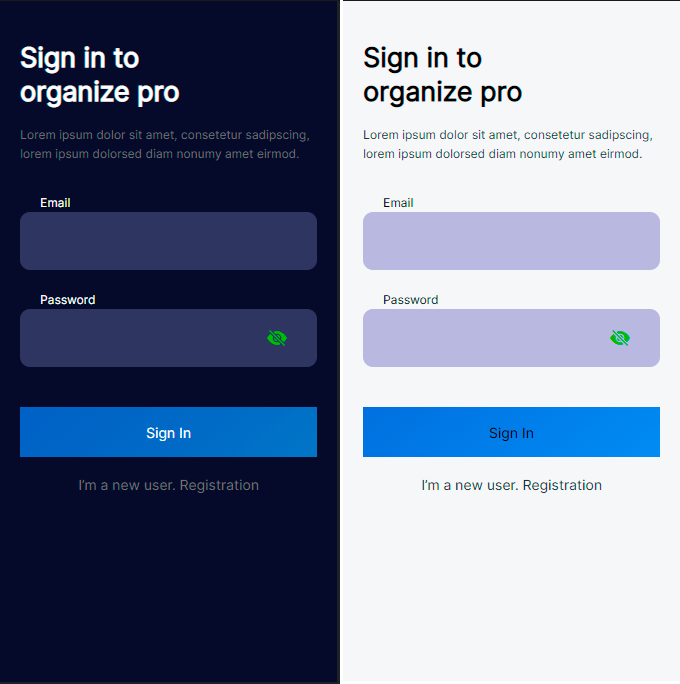 Sign in to
organize pro
Lorem ipsum dolor sit amet, consetetur sadipscing,
lorem ipsum dolorsed diam nonumy amet eirmod.
Email
Password
Sign In
I'm a new user. Registration
Sign in to
organize pro
Lorem ipsum dolor sit amet, consetetur sadipscing,
lorem ipsum dolorsed diam nonumy amet eirmod.
Email
Password
Sign In
I'm a new user. Registration